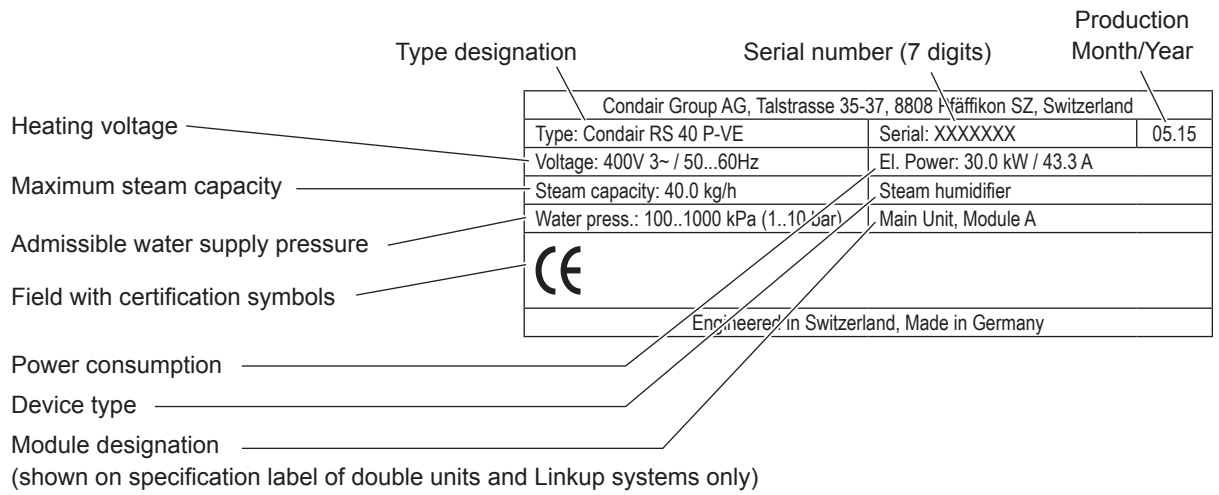 Production
Type designation
Serial number (7 digits)
Month/Year
Condair Group AG, Talstrasse 35-37, 8808 Pfäffikon SZ, Switzerland
Heating voltage
Type: Condair RS 40 P-VE
Serial: XXXXXXX
05.15
Voltage: 400V 3~ / 50...60Hz
El. Power: 30.0 kW / 43.3 A
Maximum steam capacity
Steam capacity: 40.0 kg/h
Steam humidifier
Water press.: 100..1000 kPa (1..10 bar)
Main Unit, Module A
Admissible water supply pressure
CE
Field with certification symbols
Engineered in Switzerland, Made in Germany
Power consumption
Device type
Module designation
(shown on specification label of double units and Linkup systems only)